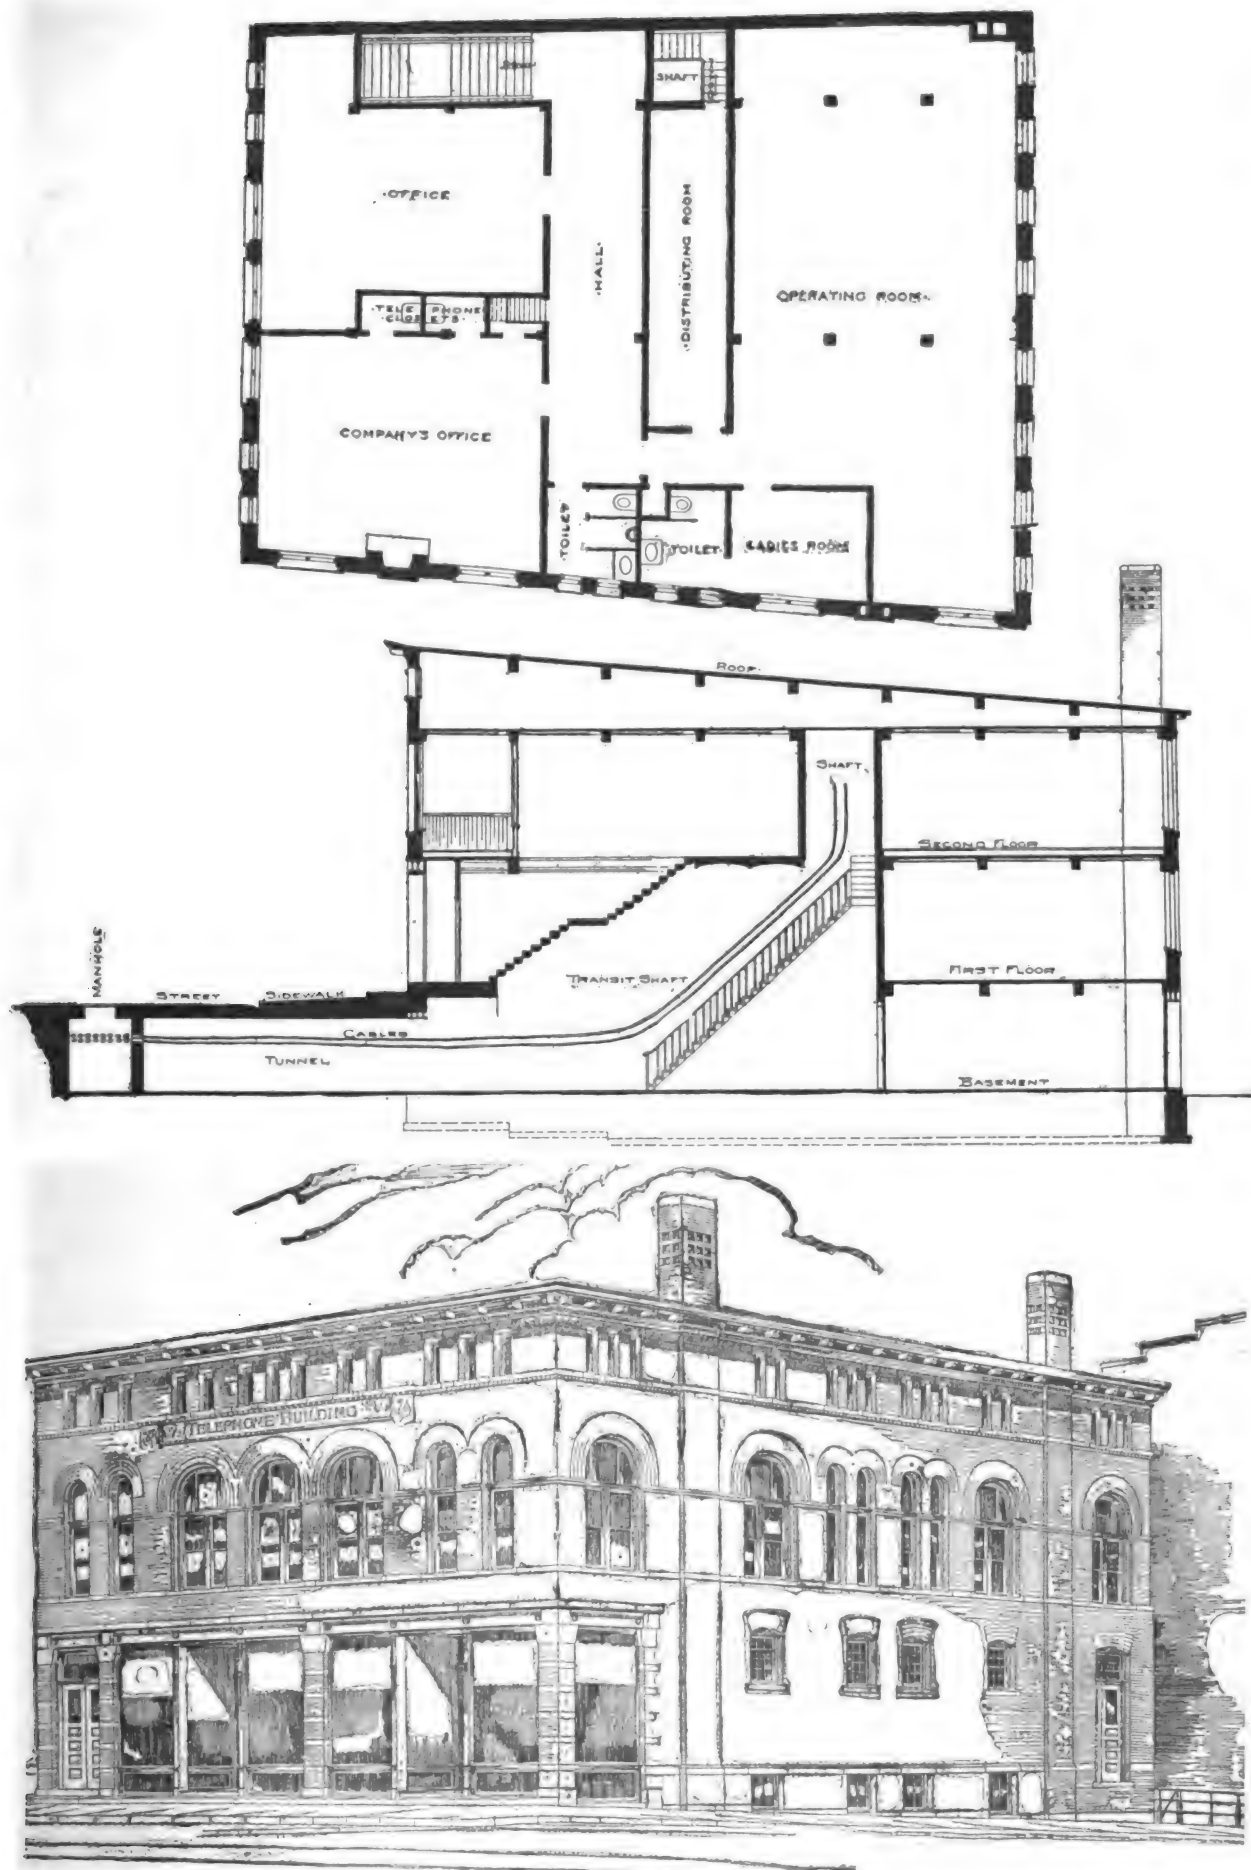 SHAFT
·OFFICE
·HALL·
·DISTRIBUTING ROOM
OPERATING ROOM·
·TELEPHONE
CLOSETS·
COMPANY'S OFFICE
TOILET
TOILET·
LADIES ROOM
ROOF·
SHAFT·
SECOND FLOOR
MANHOLE
STREET
SIDEWALK
TRANSIT SHAFT
FIRST FLOOR
CABLES
TUNNEL
BASEMENT
TELEPHONE BUILDING